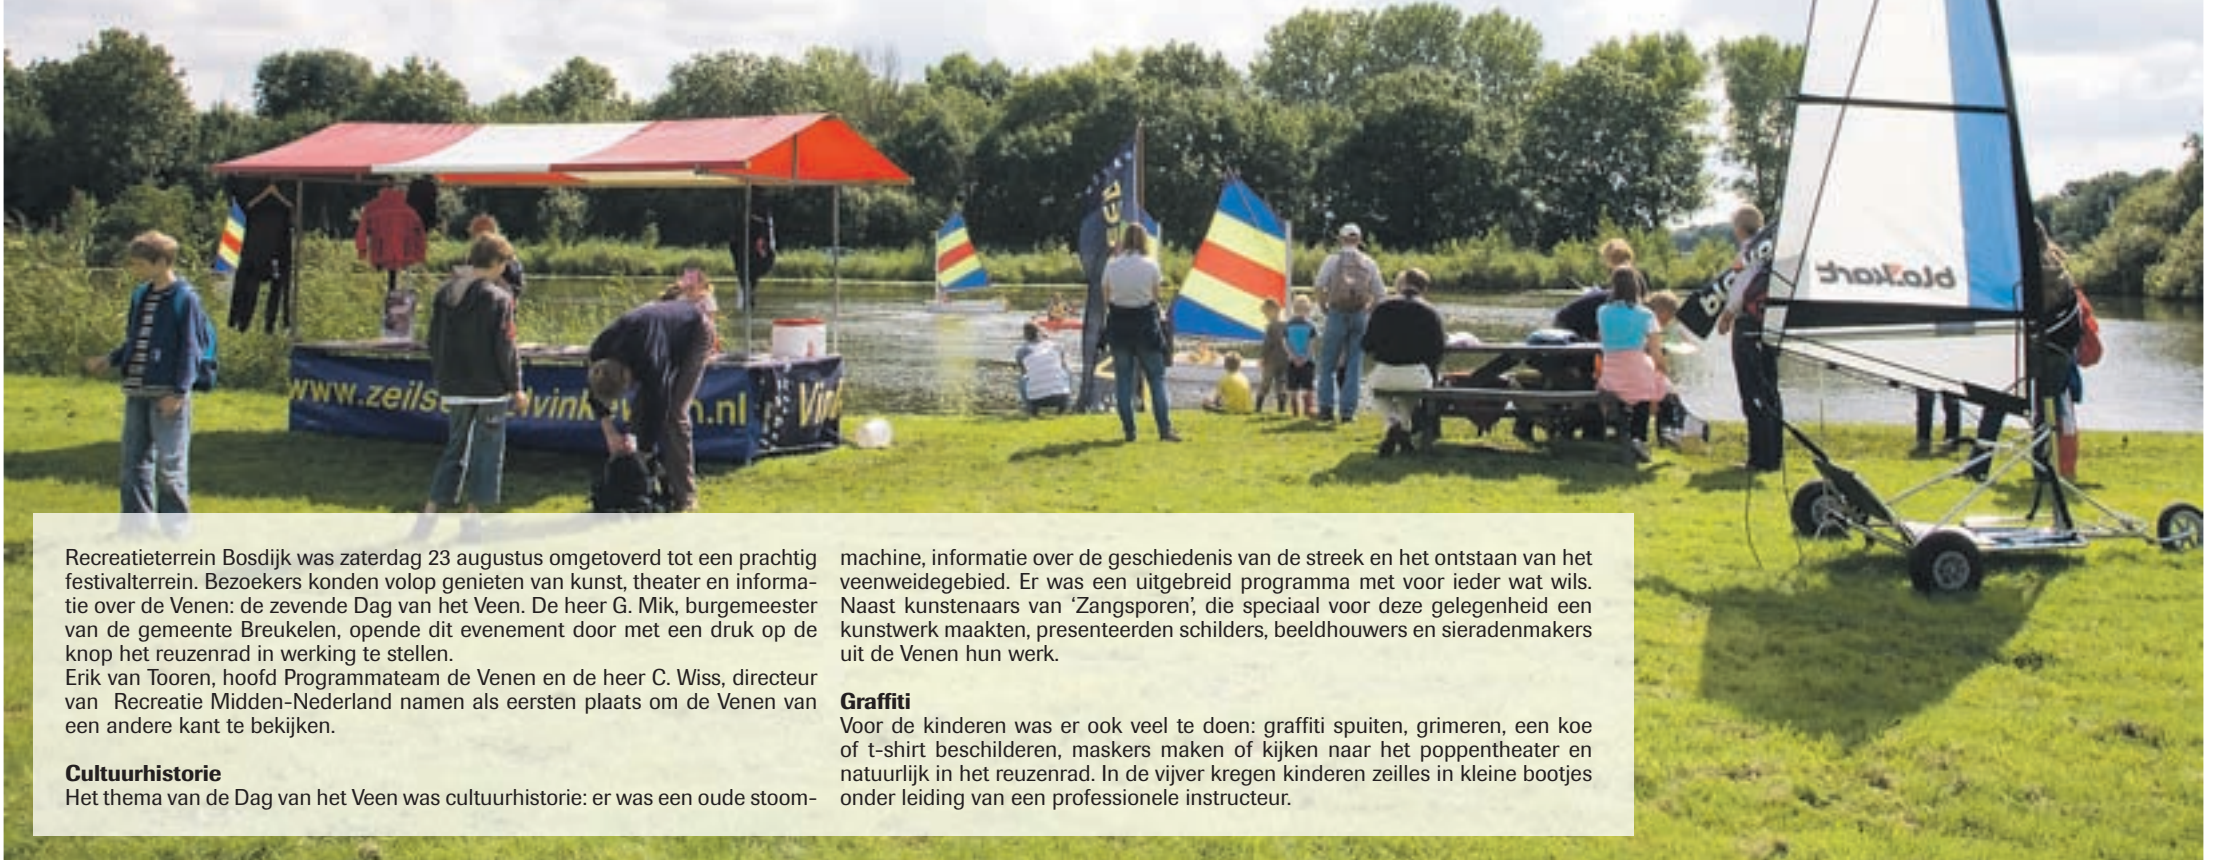 blo.kart
www.zeils
lvinkev
n.nl
Vin
Recreatieterrein Bosdijk was zaterdag 23 augustus omgetoverd tot een prachtig
festivalterrein. Bezoekers konden volop genieten van kunst, theater en informa-
tie over de Venen: de zevende Dag van het Veen. De heer G. Mik, burgemeester
van de gemeente Breukelen, opende dit evenement door met een druk op de
knop het reuzenrad in werking te stellen.
Erik van Tooren, hoofd Programmateam de Venen en de heer C. Wiss, directeur
van Recreatie Midden-Nederland namen als eersten plaats om de Venen van
een andere kant te bekijken.
Cultuurhistorie
Het thema van de Dag van het Veen was cultuurhistorie: er was een oude stoom-
machine, informatie over de geschiedenis van de streek en het ontstaan van het
veenweidegebied. Er was een uitgebreid programma met voor ieder wat wils.
Naast kunstenaars van ‘Zangsporen’, die speciaal voor deze gelegenheid een
kunstwerk maakten, presenteerden schilders, beeldhouwers en sieradenmakers
uit de Venen hun werk.
Graffiti
Voor de kinderen was er ook veel te doen: graffiti spuiten, grimeren, een koe
of t-shirt beschilderen, maskers maken of kijken naar het poppentheater en
natuurlijk in het reuzenrad. In de vijver kregen kinderen zeilles in kleine bootjes
onder leiding van een professionele instructeur.